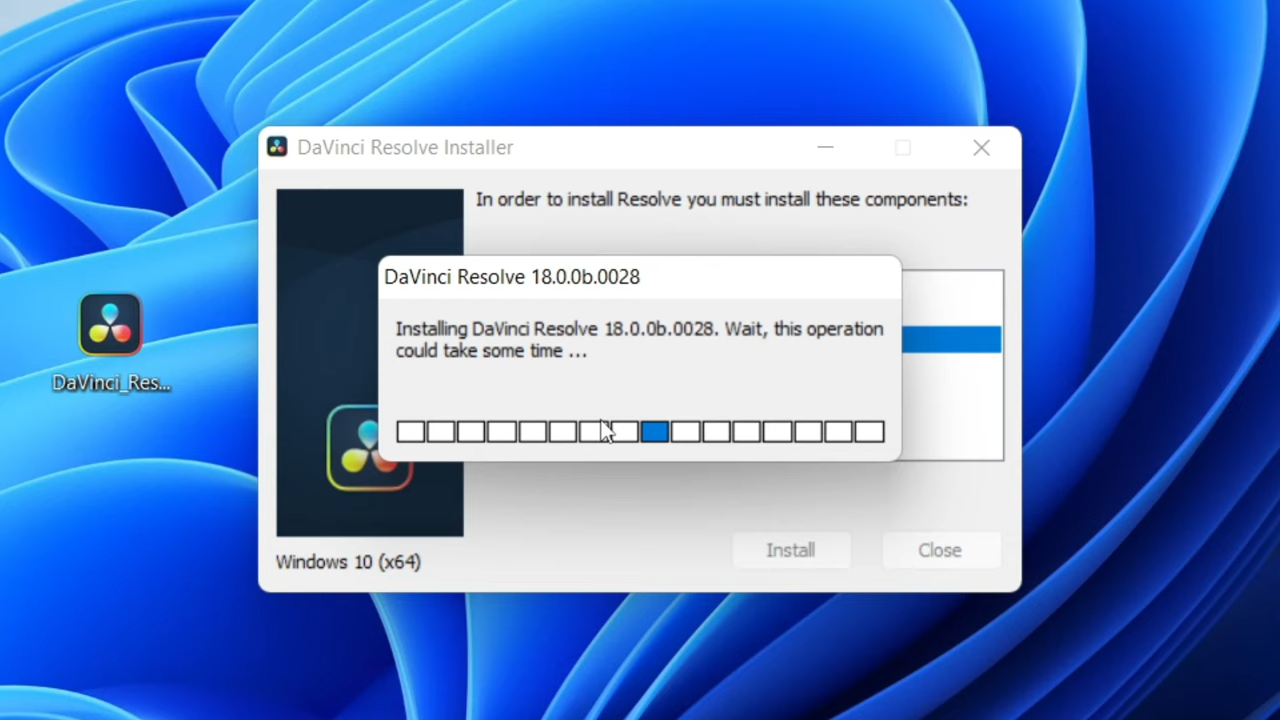 DaVinci Resolve Installer
In order to install Resolve you must install these components:
DaVinci Resolve 18.0.0b.0028
Installing DaVinci Resolve 18.0.0b.0028. Wait, this operation
could take some time ...
DaVinci_Res...
Install
Close
Windows 10 (x64)